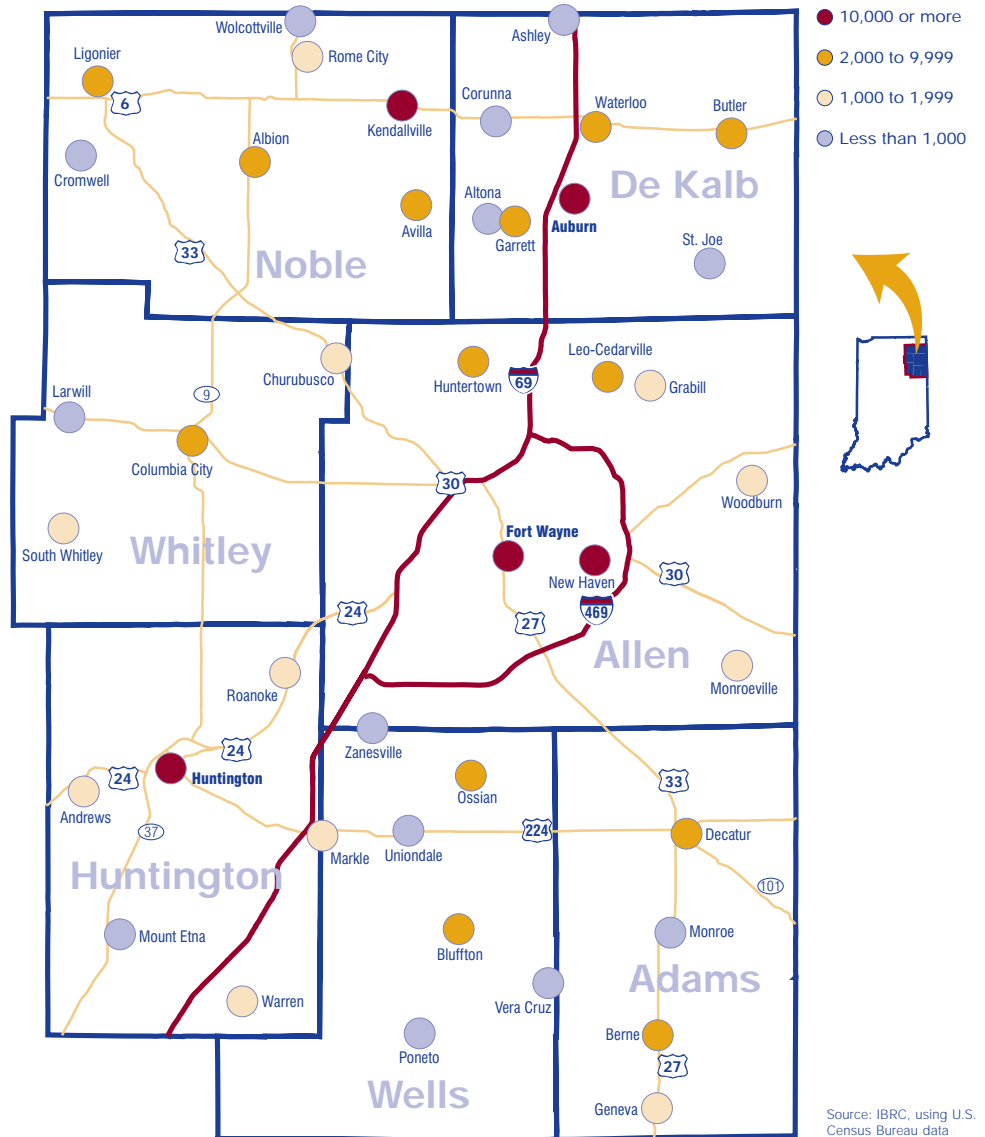 Wolcottville
Ashley
10,000 or more
Ligonier
Rome City
2,000 to 9,999
6
Kendallville
Corunna
Waterloo
Butler
1,000 to 1,999
Albion
Less than 1,000
Cromwell
De Kalb
Altona
Avilla
Garrett
Auburn
St. Joe
33
Noble
Churubusco
Huntertown
69
Leo-Cedarville
Grabill
Larwill
9
Columbia City
30
Woodburn
South Whitley
Whitley
Fort Wayne
New Haven
30
24
27
469
Allen
Roanoke
Monroeville
24
Zanesville
24
Huntington
Ossian
33
Andrews
37
Markle
Uniondale
224
Decatur
Huntington
101
Mount Etna
Bluffton
Monroe
Adams
Warren
Vera Cruz
Poneto
Berne
27
Wells
Geneva
Source: IBRC, using U.S.
Census Bureau data